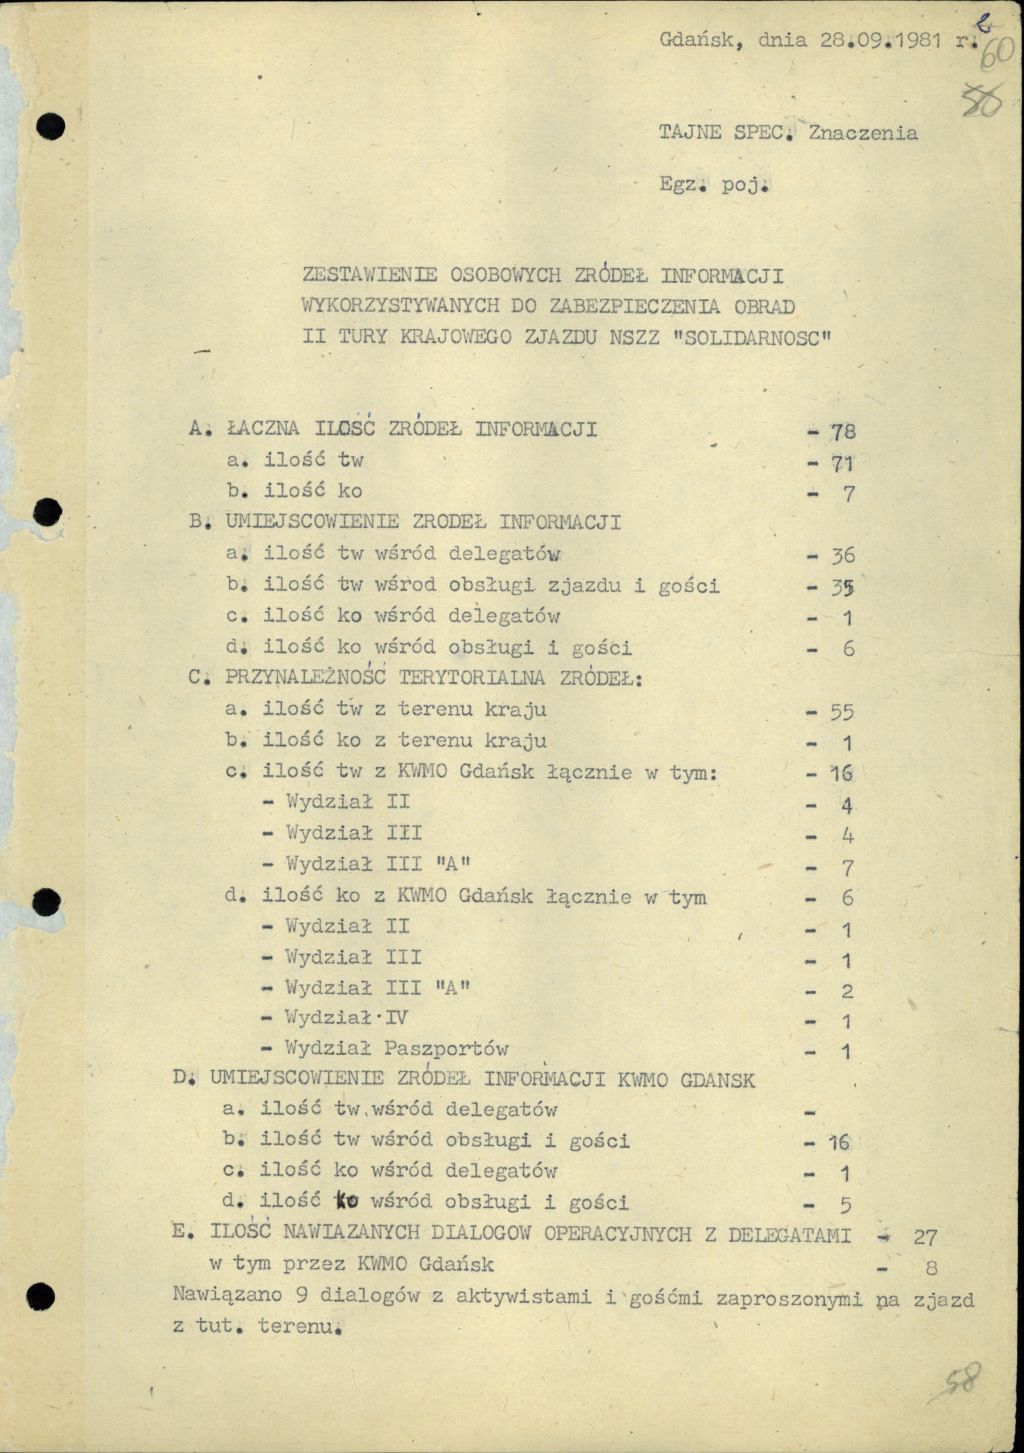 2
Gdańsk, dnia 28.09.1981 r.
60
56
TAJNE SPEC. Znaczenia
Egz. poj.
ZESTAWIENIE OSOBOWYCH ZRÓDEŁ INFORMACJI
WYKORZYSTYWANYCH DO ZABEZPIECZENIA OBRAD
II TURY KRAJOWEGO ZJAZDU NSZZ "SOLIDARNOSC"
A. ŁACZNA ILOŚĆ ZRÓDEŁ INFORMACJI - 78
a. ilość tw - 71
b. ilość ko - 7
B. UMIEJSCOWIENIE ZRODEŁ INFORMACJI
a. ilość tw wśród delegatów - 36
b. ilość tw wśrod obsługi zjazdu i gości - 35
c. ilość ko wśród delegatów - 1
d. ilość ko wśród obsługi i gości - 6
C. PRZYNALEŻNOŚĆ TERYTORIALNA ZRÓDEŁ:
a. ilość tw z terenu kraju - 55
b. ilość ko z terenu kraju - 1
c. ilość tw z KWMO Gdańsk łącznie w tym: - 16
- Wydział II - 4
- Wydział III - 4
- Wydział III "A" - 7
d. ilość ko z KWMO Gdańsk łącznie w tym - 6
- Wydział II - 1
- Wydział III - 1
- Wydział III "A" - 2
- Wydział IV - 1
- Wydział Paszportów - 1
D. UMIEJSCOWIENIE ZRÓDEŁ INFORMACJI KWMO GDANSK
a. ilość tw wśród delegatów -
b. ilość tw wśród obsługi i gości - 16
c. ilość ko wśród delegatów - 1
d. ilość ko wśród obsługi i gości - 5
E. ILOŚĆ NAWIAZANYCH DIALOGOW OPERACYJNYCH Z DELEGATAMI - 27
w tym przez KWMO Gdańsk - 8
Nawiązano 9 dialogów z aktywistami i gośćmi zaproszonymi na zjazd
z tut. terenu.
58